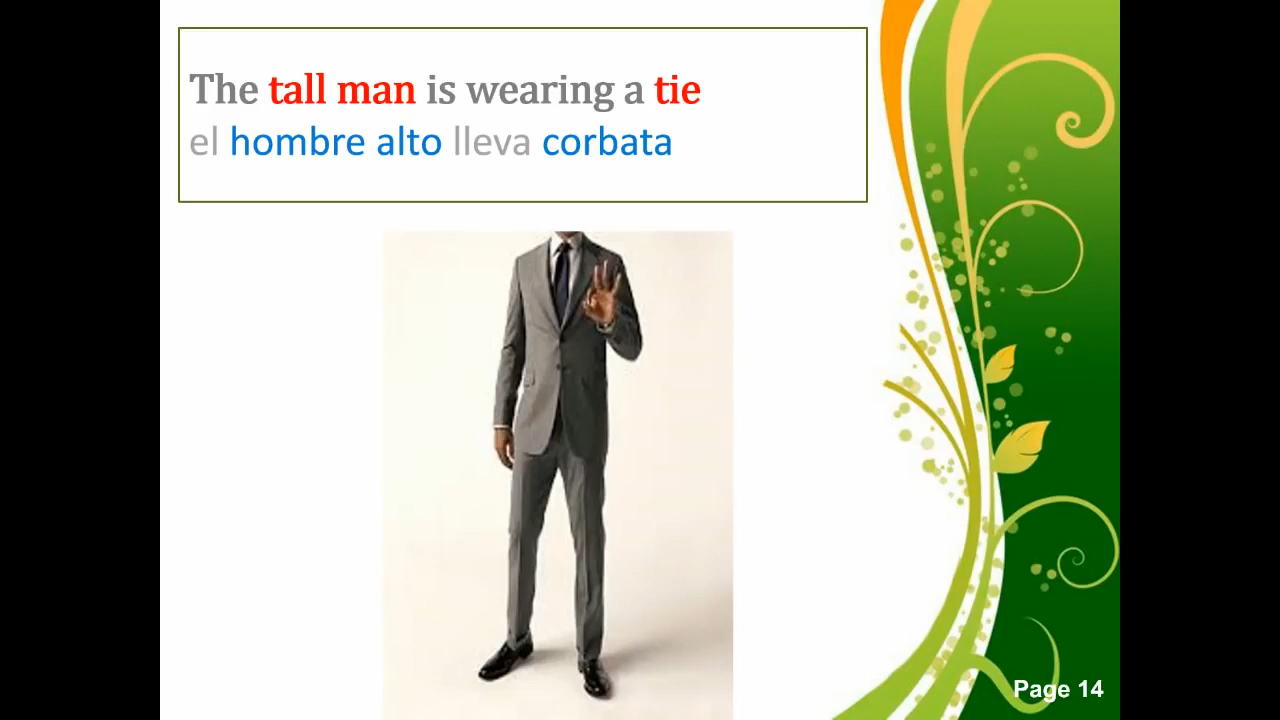 The tall man is wearing a tie
el hombre alto lleva corbata
Page 14